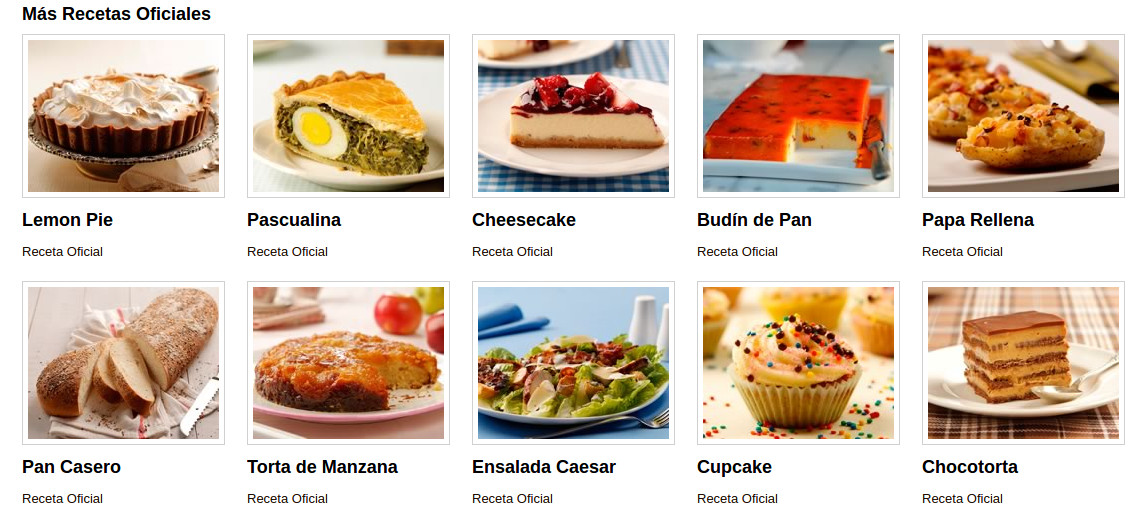 Más Recetas Oficiales
Lemon Pie
Pascualina
Cheesecake
Budín de Pan
Papa Rellena
Receta Oficial
Receta Oficial
Receta Oficial
Receta Oficial
Receta Oficial
Pan Casero
Torta de Manzana
Ensalada Caesar
Cupcake
Chocotorta
Receta Oficial
Receta Oficial
Receta Oficial
Receta Oficial
Receta Oficial